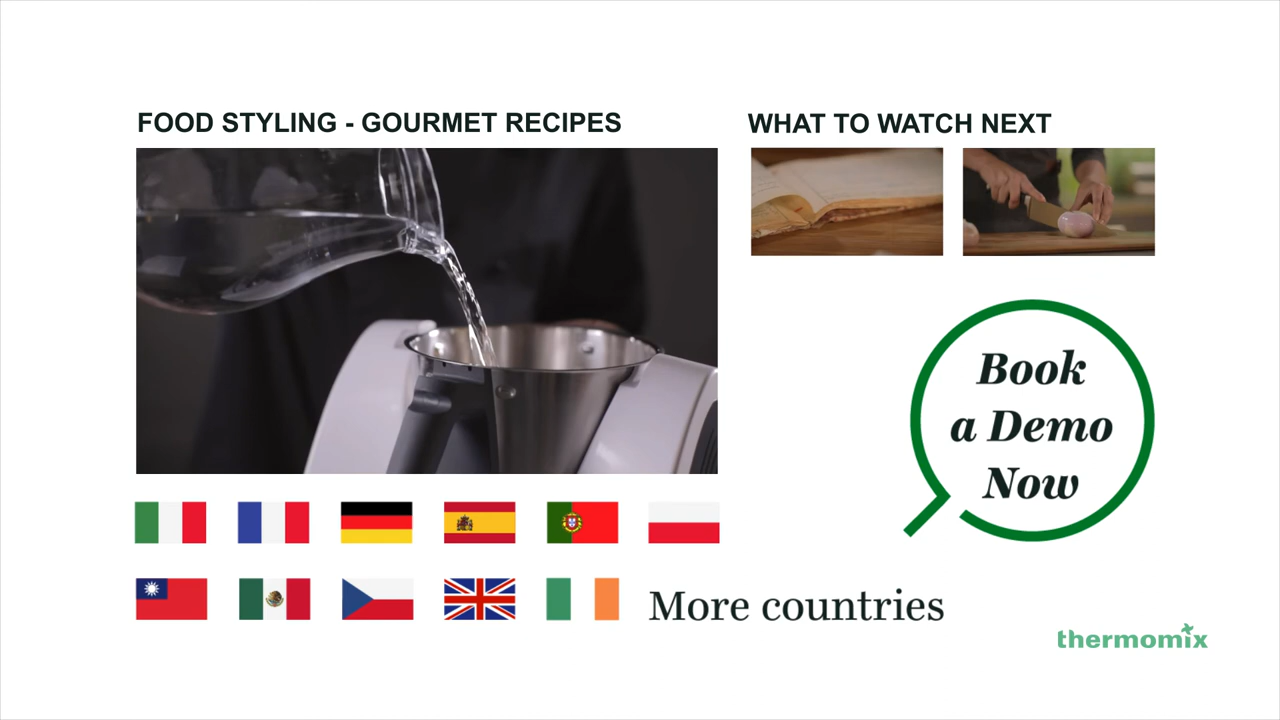 FOOD STYLING - GOURMET RECIPES
WHAT TO WATCH NEXT
Book
a Demo
Now
More countries
thermomix